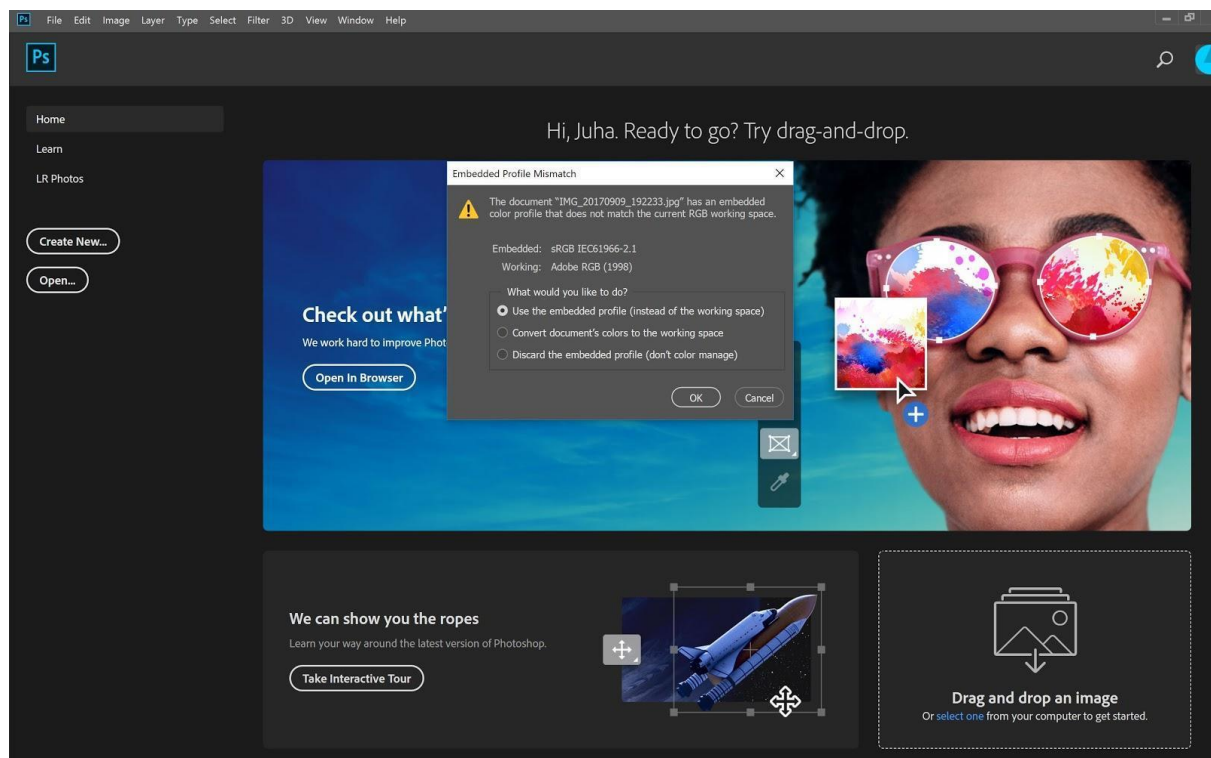 Ps File Edit Image Layer Type Select Filter 3D View Window Help
Ps
Home
Learn
LR Photos
Create New...
Open...
Hi, Juha. Ready to go? Try drag-and-drop.
Check out what'
We work hard to improve Phot
Open In Browser
Embedded Profile Mismatch
The document "IMG_20170909_192233.jpg" has an embedded
color profile that does not match the current RGB working space.
Embedded: sRGB IEC61966-2.1
Working: Adobe RGB (1998)
What would you like to do?
Use the embedded profile (instead of the working space)
Convert document's colors to the working space
Discard the embedded profile (don't color manage)
OK Cancel
We can show you the ropes
Learn your way around the latest version of Photoshop.
Take Interactive Tour
Drag and drop an image
Or select one from your computer to get started.